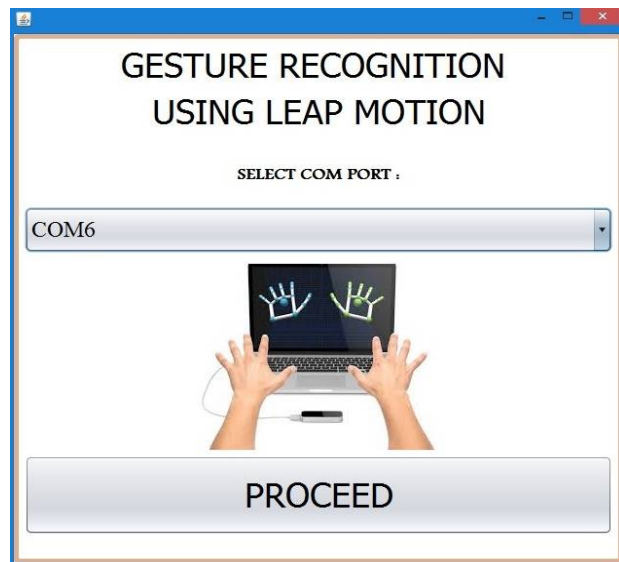 GESTURE RECOGNITION
USING LEAP MOTION
SELECT COM PORT :
COM6
PROCEED